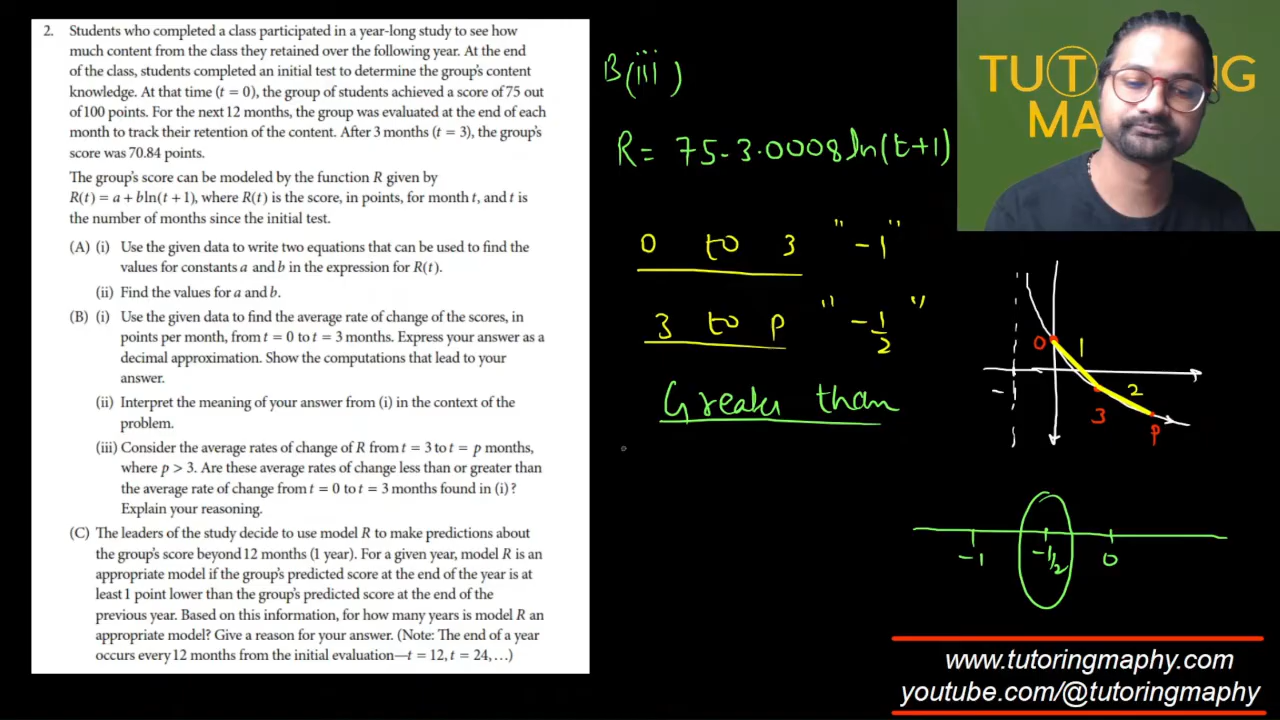 2. Students who completed a class participated in a year-long study to see how
much content from the class they retained over the following year. At the end
of the class, students completed an initial test to determine the group's content
knowledge. At that time (t = 0), the group of students achieved a score of 75 out
of 100 points. For the next 12 months, the group was evaluated at the end of each
month to track their retention of the content. After 3 months (t = 3), the group's
score was 70.84 points.
The group's score can be modeled by the function R given by
R(t) = a + bln(t + 1), where R(t) is the score, in points, for month t, and t is
the number of months since the initial test.
(A) (i) Use the given data to write two equations that can be used to find the
values for constants a and b in the expression for R(t).
(ii) Find the values for a and b.
(B) (i) Use the given data to find the average rate of change of the scores, in
points per month, from t = 0 to t = 3 months. Express your answer as a
decimal approximation. Show the computations that lead to your
answer.
(ii) Interpret the meaning of your answer from (i) in the context of the
problem.
(iii) Consider the average rates of change of R from t = 3 to t = p months,
where p > 3. Are these average rates of change less than or greater than
the average rate of change from t = 0 to t = 3 months found in (i)?
Explain your reasoning.
(C) The leaders of the study decide to use model R to make predictions about
the group's score beyond 12 months (1 year). For a given year, model R is an
appropriate model if the group's predicted score at the end of the year is at
least 1 point lower than the group's predicted score at the end of the
previous year. Based on this information, for how many years is model R an
appropriate model? Give a reason for your answer. (Note: The end of a year
occurs every 12 months from the initial evaluation—t = 12, t = 24, ...)
B(iii)
R = 75 - 3.0008 ln(t+1)
0 to 3 "-1"
3 to p "-1/2"
Greater than
TUT NG
MA
0 1
2
-1 3
p
-1 -1/2 0
www.tutoringmaphy.com
youtube.com/@tutoringmaphy